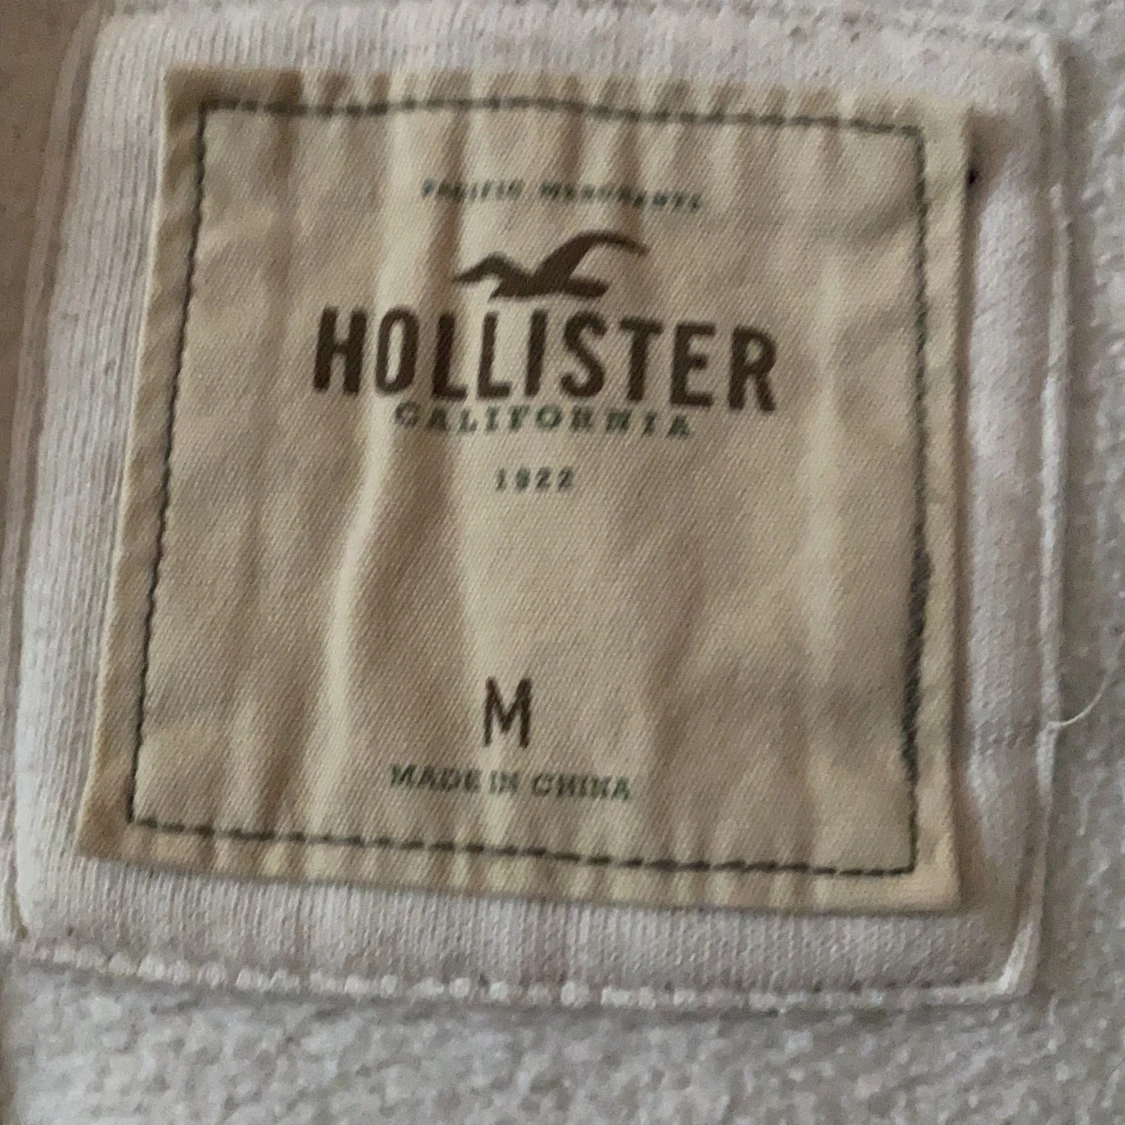 PACIFIC MERCHANTS
HOLLISTER
CALIFORNIA
1922
M
MADE IN CHINA